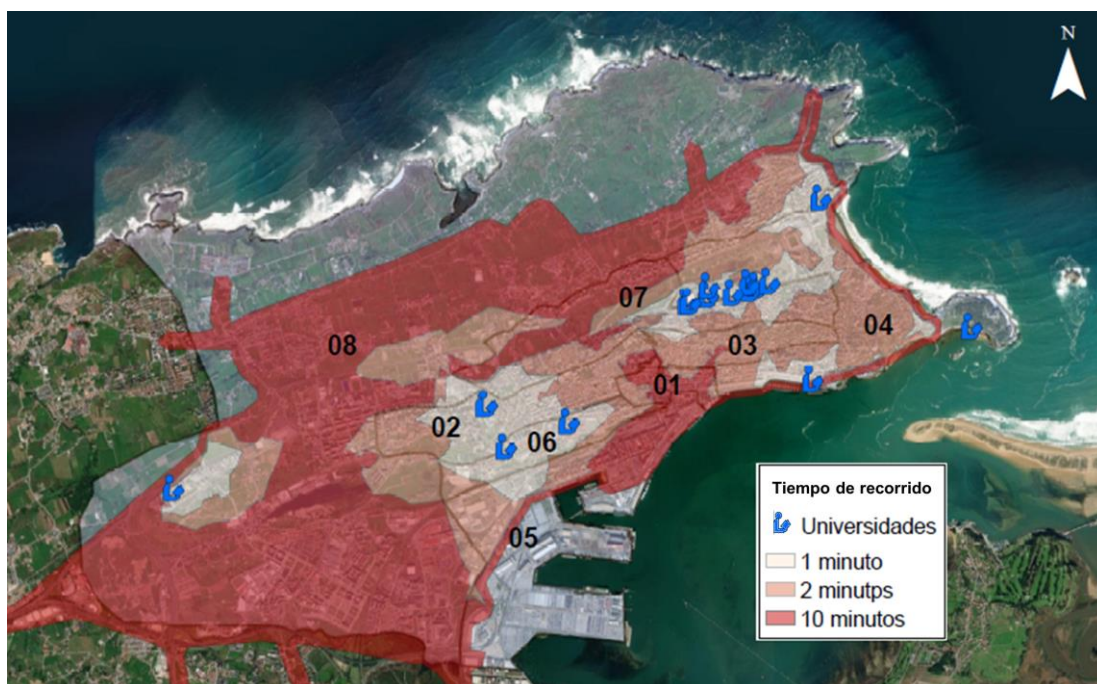 N
07
08
03
04
01
02
06
05
Tiempo de recorrido
Universidades
1 minuto
2 minutps
10 minutos